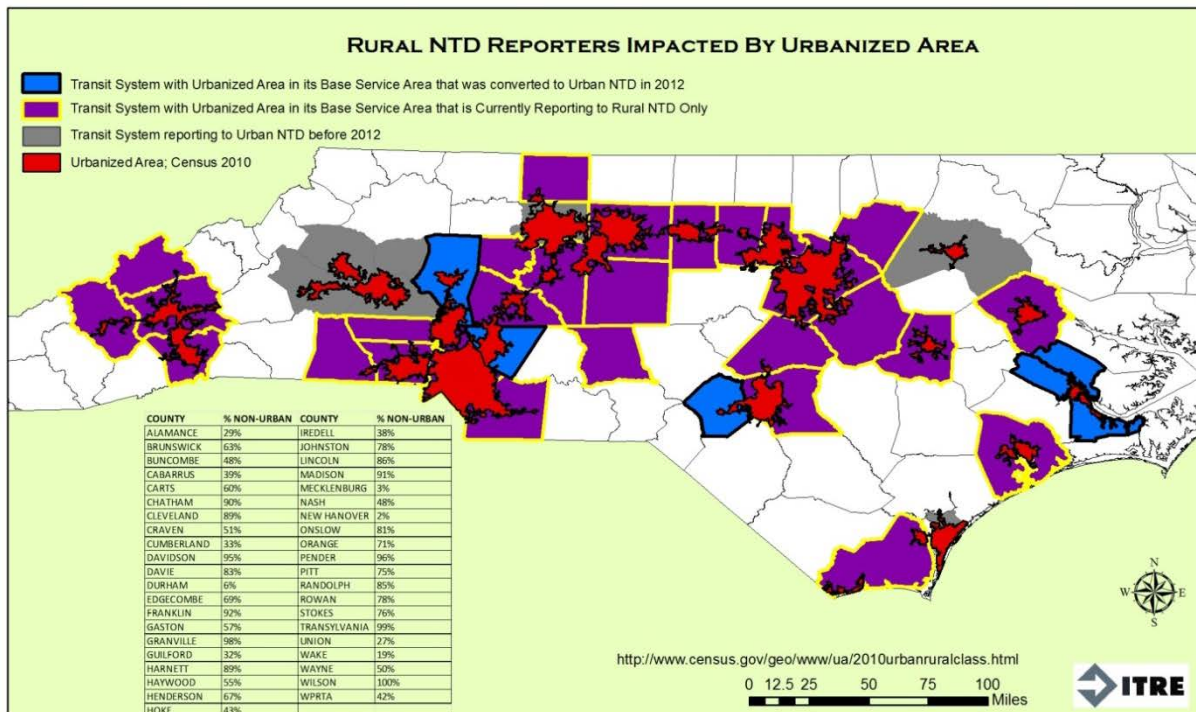 RURAL NTD REPORTERS IMPACTED BY URBANIZED AREA
Transit System with Urbanized Area in its Base Service Area that was converted to Urban NTD in 2012
Transit System with Urbanized Area in its Base Service Area that is Currently Reporting to Rural NTD Only
Transit System reporting to Urban NTD before 2012
Urbanized Area; Census 2010
COUNTY % NON-URBAN COUNTY % NON-URBAN
ALAMANCE 29% IREDELL 38%
BRUNSWICK 63% JOHNSTON 78%
BUNCOMBE 48% LINCOLN 86%
CABARRUS 39% MADISON 91%
CARTS 60% MECKLENBURG 3%
CHATHAM 90% NASH 48%
CLEVELAND 89% NEW HANOVER 2%
CRAVEN 51% ONSLOW 81%
CUMBERLAND 33% ORANGE 71%
DAVIDSON 95% PENDER 96%
DAVIE 83% PITT 75%
DURHAM 6% RANDOLPH 85%
EDGECOMBE 69% ROWAN 78%
FRANKLIN 92% STOKES 76%
GASTON 57% TRANSYLVANIA 99%
GRANVILLE 98% UNION 27%
GUILFORD 32% WAKE 19%
HARNETT 89% WAYNE 50%
HAYWOOD 55% WILSON 100%
HENDERSON 67% WPRTA 42%
HOKE 43%
N
W E
S
http://www.census.gov/geo/www/ua/2010urbanruralclass.html
0 12.5 25 50 75 100
Miles
ITRE